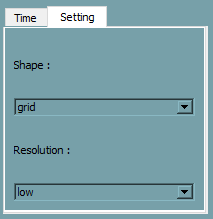 Time Setting
Shape :
grid
Resolution :
low